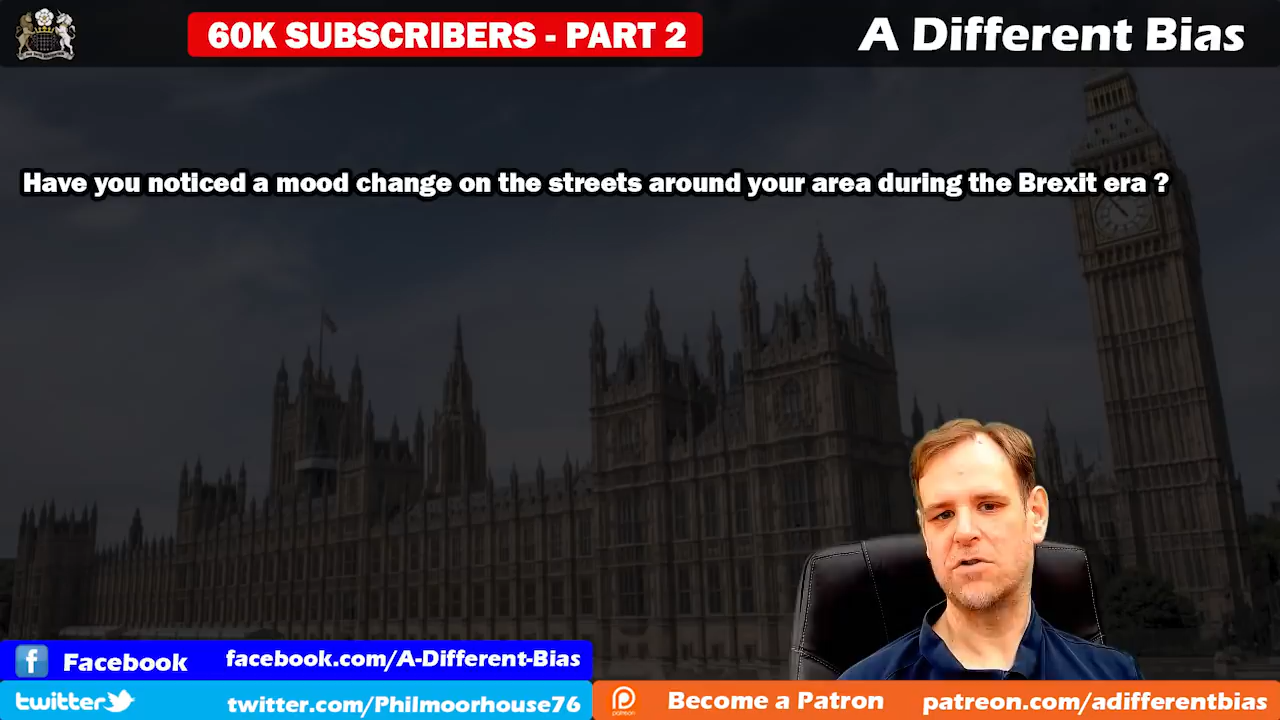 60K SUBSCRIBERS - PART 2
A Different Bias
Have you noticed a mood change on the streets around your area during the Brexit era ?
f Facebook facebook.com/A-Different-Bias
twitter twitter.com/Philmoorhouse76
patreon Become a Patron patreon.com/adifferentbias